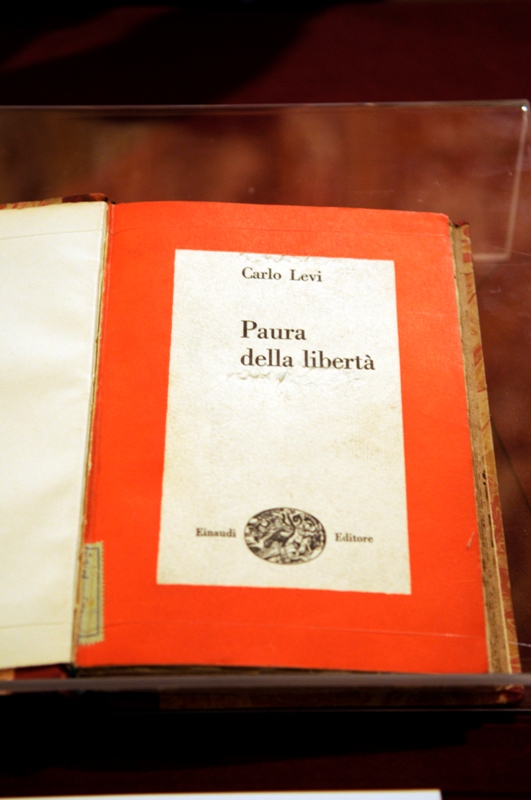 Carlo Levi
Paura
della libertà
Einaudi Editore